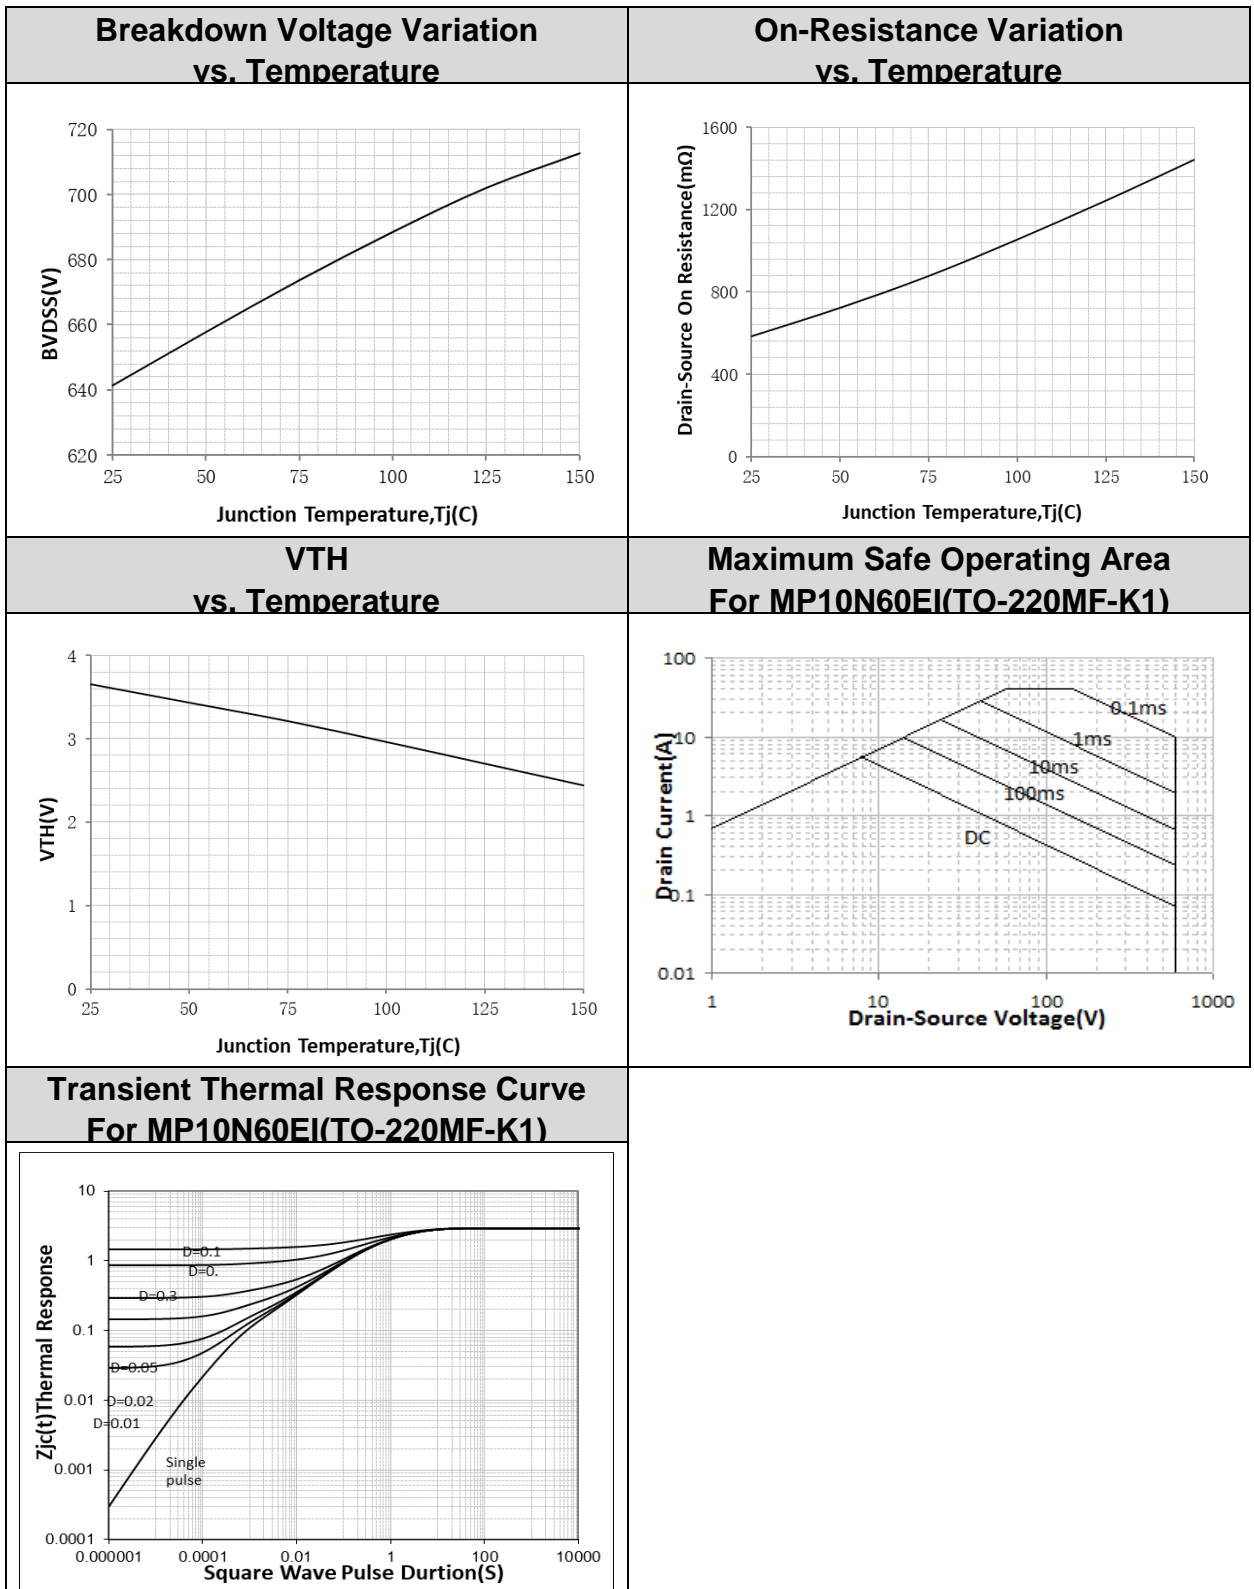 Breakdown Voltage Variation
vs. Temperature
720
700
680
660
640
620
BVDSS(V)
25 50 75 100 125 150
Junction Temperature,Tj(C)
On-Resistance Variation
vs. Temperature
1600
1200
800
400
0
Drain-Source On Resistance(mΩ)
25 50 75 100 125 150
Junction Temperature,Tj(C)
VTH
vs. Temperature
4
3
2
1
0
VTH(V)
25 50 75 100 125 150
Junction Temperature,Tj(C)
Maximum Safe Operating Area
For MP10N60EI(TO-220MF-K1)
100
10
1
0.1
0.01
Drain Current(A)
0.1ms
1ms
10ms
100ms
DC
1 10 100 1000
Drain-Source Voltage(V)
Transient Thermal Response Curve
For MP10N60EI(TO-220MF-K1)
10
1
0.1
0.01
0.001
0.0001
Zjc(t)Thermal Response
D=0.1
D=0.
D=0.3
D=0.05
D=0.02
D=0.01
Single
pulse
0.000001 0.0001 0.01 1 100 10000
Square Wave Pulse Durtion(S)